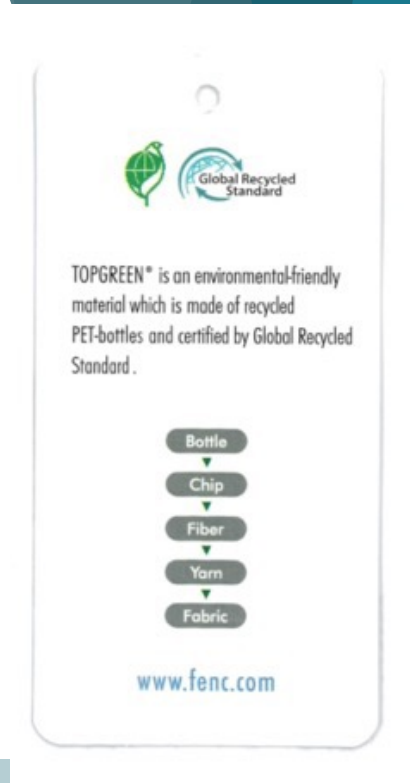 Global Recycled
Standard
TOPGREEN® is an environmental-friendly
material which is made of recycled
PET-bottles and certified by Global Recycled
Standard .
Bottle
Chip
Fiber
Yarn
Fabric
www.fenc.com